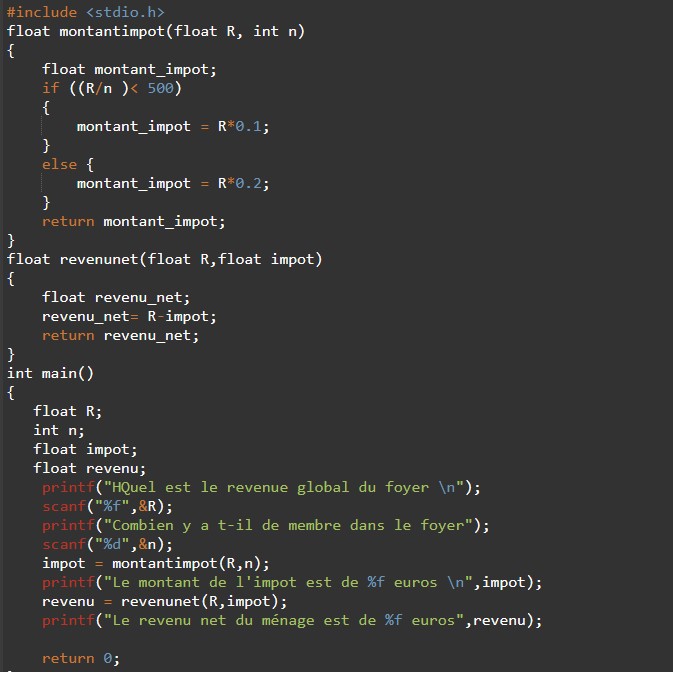 #include <stdio.h>
float montantimpot(float R, int n)
{
    float montant_impot;
    if ((R/n )< 500)
    {
        montant_impot = R*0.1;
    }
    else {
        montant_impot = R*0.2;
    }
    return montant_impot;
}
float revenunet(float R,float impot)
{
    float revenu_net;
    revenu_net= R-impot;
    return revenu_net;
}
int main()
{
   float R;
   int n;
   float impot;
   float revenu;
    printf("HQuel est le revenue global du foyer \n");
    scanf("%f",&R);
    printf("Combien y a t-il de membre dans le foyer");
    scanf("%d",&n);
    impot = montantimpot(R,n);
    printf("Le montant de l'impot est de %f euros \n",impot);
    revenu = revenunet(R,impot);
    printf("Le revenu net du ménage est de %f euros",revenu);

    return 0;